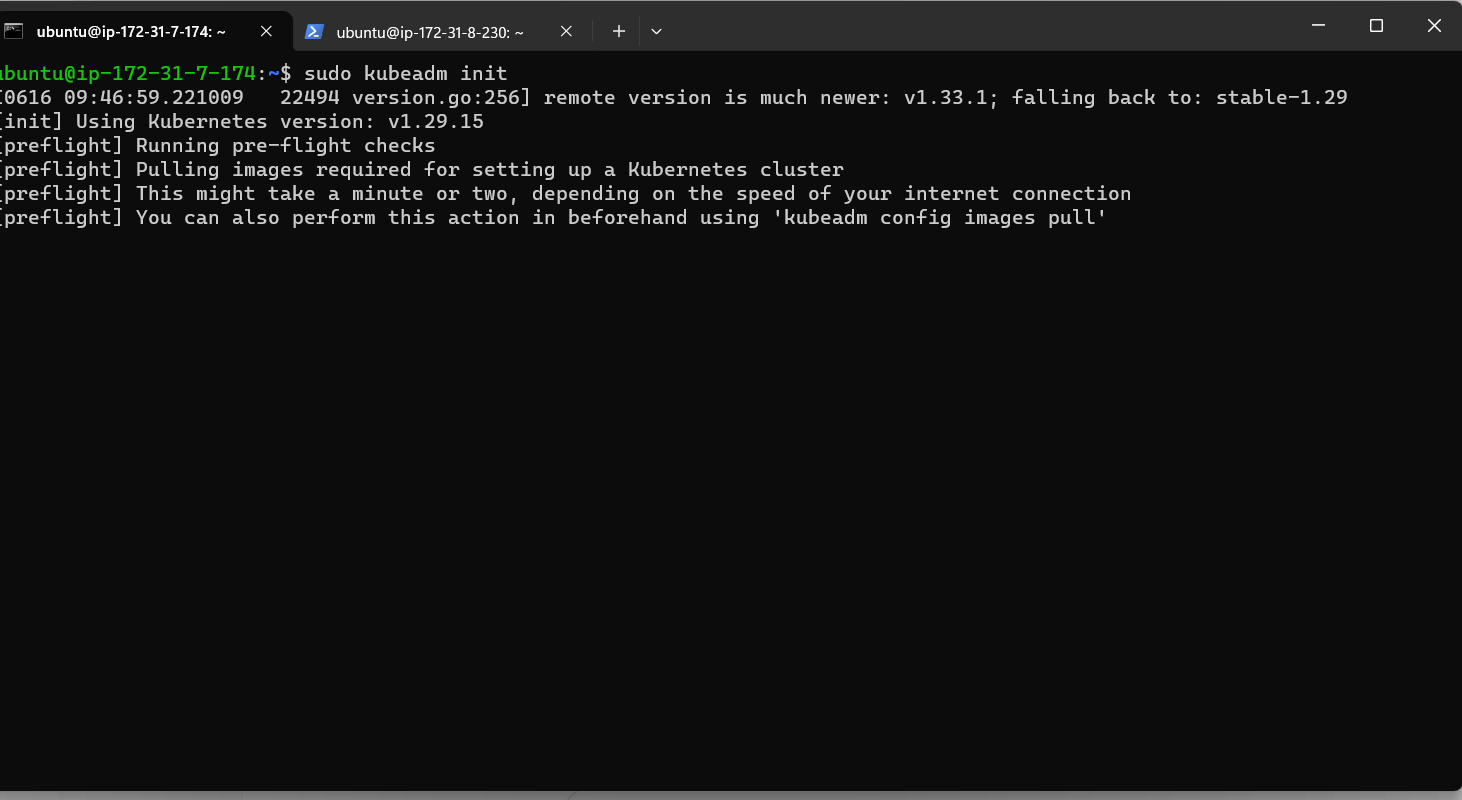 ubuntu@ip-172-31-7-174: ~
ubuntu@ip-172-31-8-230: ~
ubuntu@ip-172-31-7-174:~$ sudo kubeadm init
I0616 09:46:59.221009   22494 version.go:256] remote version is much newer: v1.33.1; falling back to: stable-1.29
[init] Using Kubernetes version: v1.29.15
[preflight] Running pre-flight checks
[preflight] Pulling images required for setting up a Kubernetes cluster
[preflight] This might take a minute or two, depending on the speed of your internet connection
[preflight] You can also perform this action in beforehand using 'kubeadm config images pull'